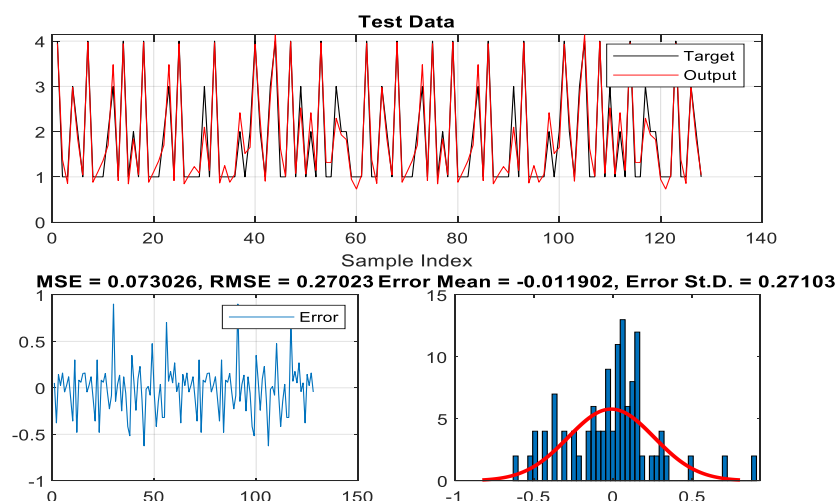 Test Data
4
3
2
1
0
Target
Output
0 20 40 60 80 100 120 140
Sample Index
MSE = 0.073026, RMSE = 0.27023 Error Mean = -0.011902, Error St.D. = 0.27103
1
0.5
0
-0.5
-1
Error
0 50 100 150
15
10
5
0
-1 -0.5 0 0.5